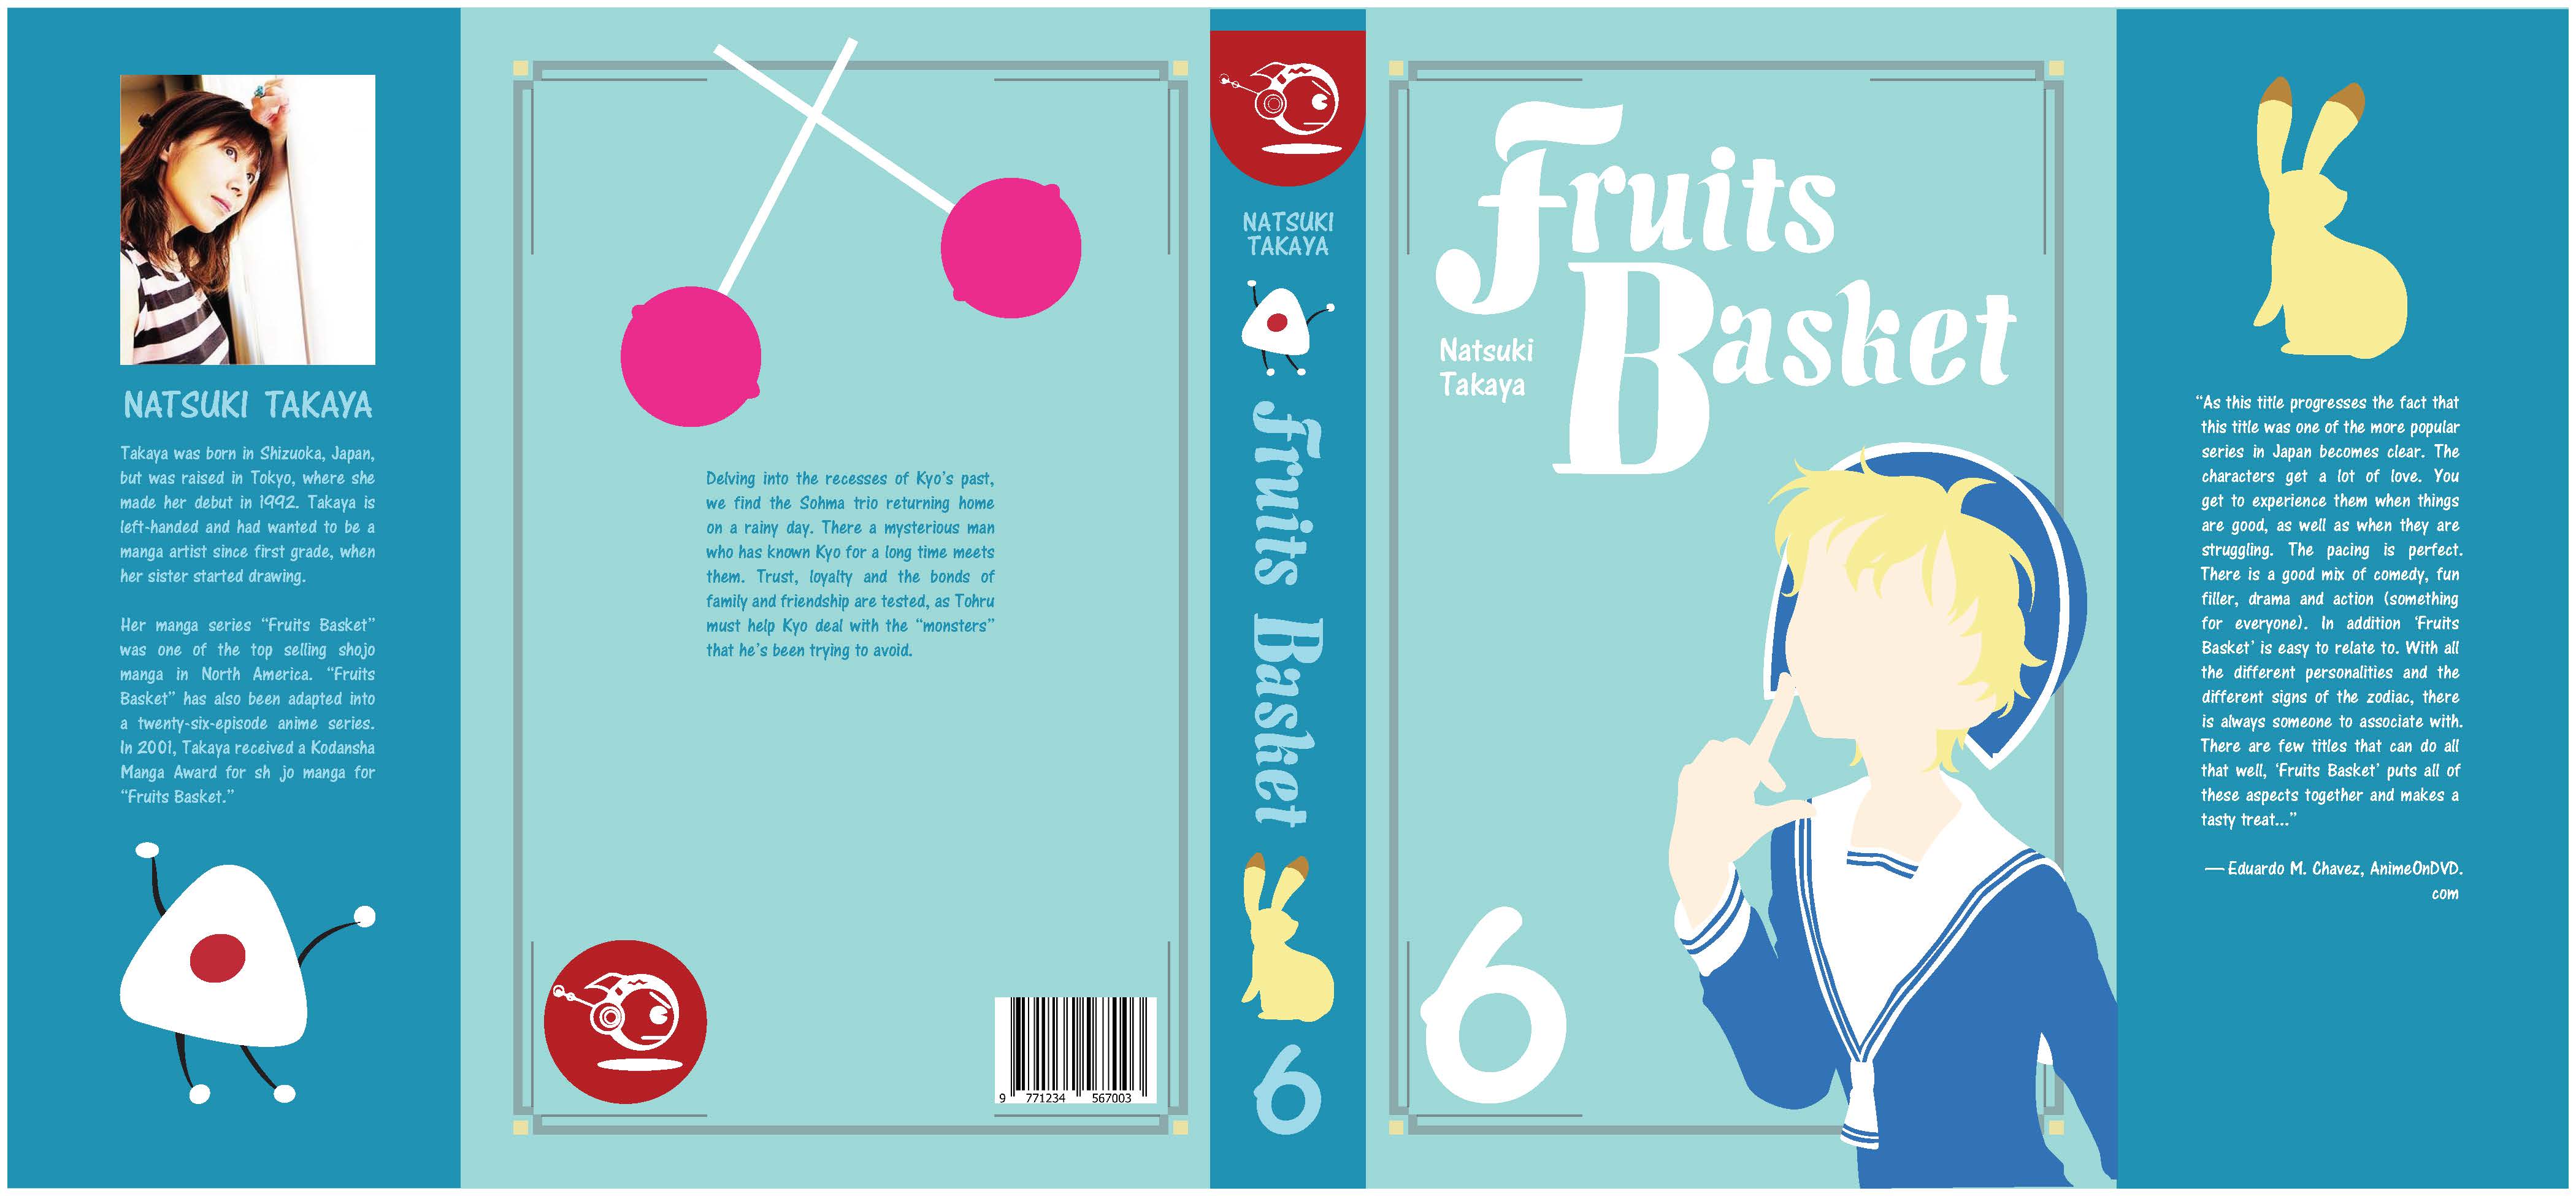 NATSUKI TAKAYA
Takaya was born in Shizuoka, Japan,
but was raised in Tokyo, where she
made her debut in 1992. Takaya is
left-handed and had wanted to be a
manga artist since first grade, when
her sister started drawing.
Her manga series “Fruits Basket”
was one of the top selling shojo
manga in North America. “Fruits
Basket” has also been adapted into
a twenty-six-episode anime series.
In 2001, Takaya received a Kodansha
Manga Award for sh jo manga for
“Fruits Basket.”
Delving into the recesses of Kyo’s past,
we find the Sohma trio returning home
on a rainy day. There a mysterious man
who has known Kyo for a long time meets
them. Trust, loyalty and the bonds of
family and friendship are tested, as Tohru
must help Kyo deal with the “monsters”
that he’s been trying to avoid.
9 771234 567003
NATSUKI
TAKAYA
Fruits Basket
6
Fruits
Basket
Natsuki
Takaya
6
“As this title progresses the fact that
this title was one of the more popular
series in Japan becomes clear. The
characters get a lot of love. You
get to experience them when things
are good, as well as when they are
struggling. The pacing is perfect.
There is a good mix of comedy, fun
filler, drama and action (something
for everyone). In addition ‘Fruits
Basket’ is easy to relate to. With all
the different personalities and the
different signs of the zodiac, there
is always someone to associate with.
There are few titles that can do all
that well, ‘Fruits Basket’ puts all of
these aspects together and makes a
tasty treat...”
— Eduardo M. Chavez, AnimeOnDVD.
com